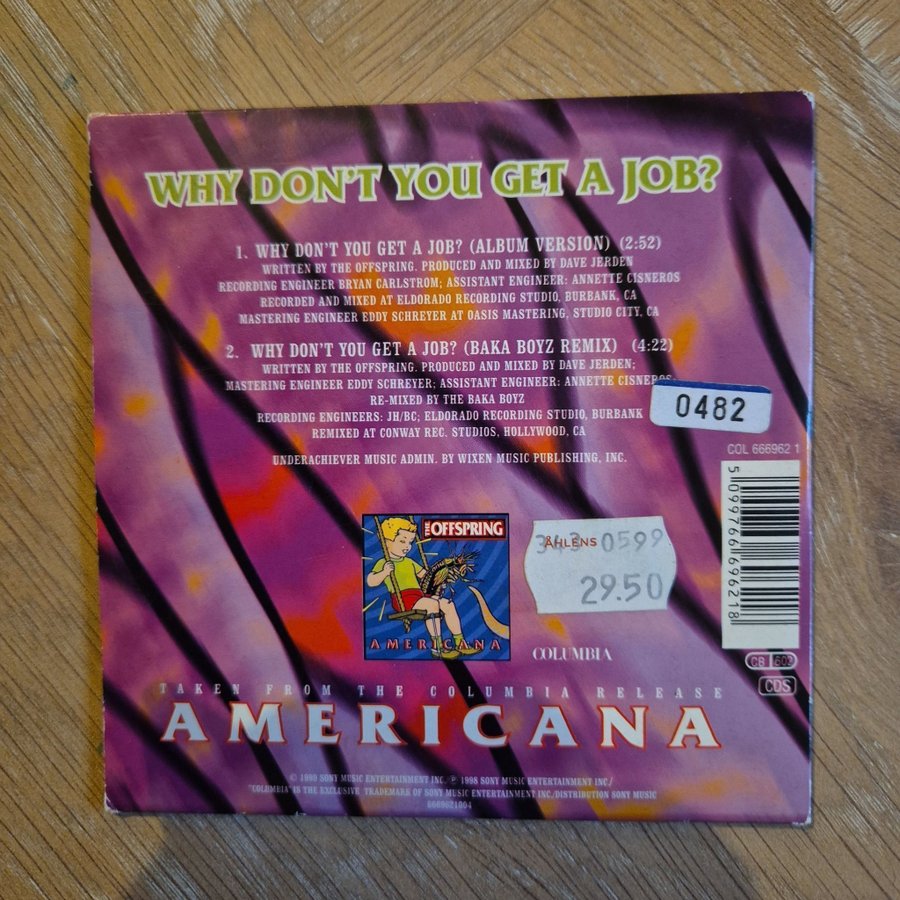 WHY DON'T YOU GET A JOB?
1. WHY DON'T YOU GET A JOB? (ALBUM VERSION) (2:52)
WRITTEN BY THE OFFSPRING. PRODUCED AND MIXED BY DAVE JERDEN
RECORDING ENGINEER BRYAN CARLSTROM; ASSISTANT ENGINEER: ANNETTE CISNEROS
RECORDED AND MIXED AT ELDORADO RECORDING STUDIO, BURBANK, CA
MASTERING ENGINEER EDDY SCHREYER AT OASIS MASTERING, STUDIO CITY, CA
2. WHY DON'T YOU GET A JOB? (BAKA BOYZ REMIX) (4:22)
WRITTEN BY THE OFFSPRING. PRODUCED AND MIXED BY DAVE JERDEN;
MASTERING ENGINEER EDDY SCHREYER; ASSISTANT ENGINEER: ANNETTE CISNEROS
RE-MIXED BY THE BAKA BOYZ
RECORDING ENGINEERS: JH/BC; ELDORADO RECORDING STUDIO, BURBANK
REMIXED AT CONWAY REC. STUDIOS, HOLLYWOOD, CA
UNDERACHIEVER MUSIC ADMIN. BY WIXEN MUSIC PUBLISHING, INC.
0482
COL 666962 1
5 099766 696218
THE OFFSPRING
AMERICANA
ÅHLENS
343 0599
29.50
COLUMBIA
CB 602
CDS
TAKEN FROM THE COLUMBIA RELEASE
AMERICANA
© 1999 SONY MUSIC ENTERTAINMENT INC. ℗ 1998 SONY MUSIC ENTERTAINMENT INC./
"COLUMBIA" IS THE EXCLUSIVE TRADEMARK OF SONY MUSIC ENTERTAINMENT INC./DISTRIBUTION SONY MUSIC
6669621004